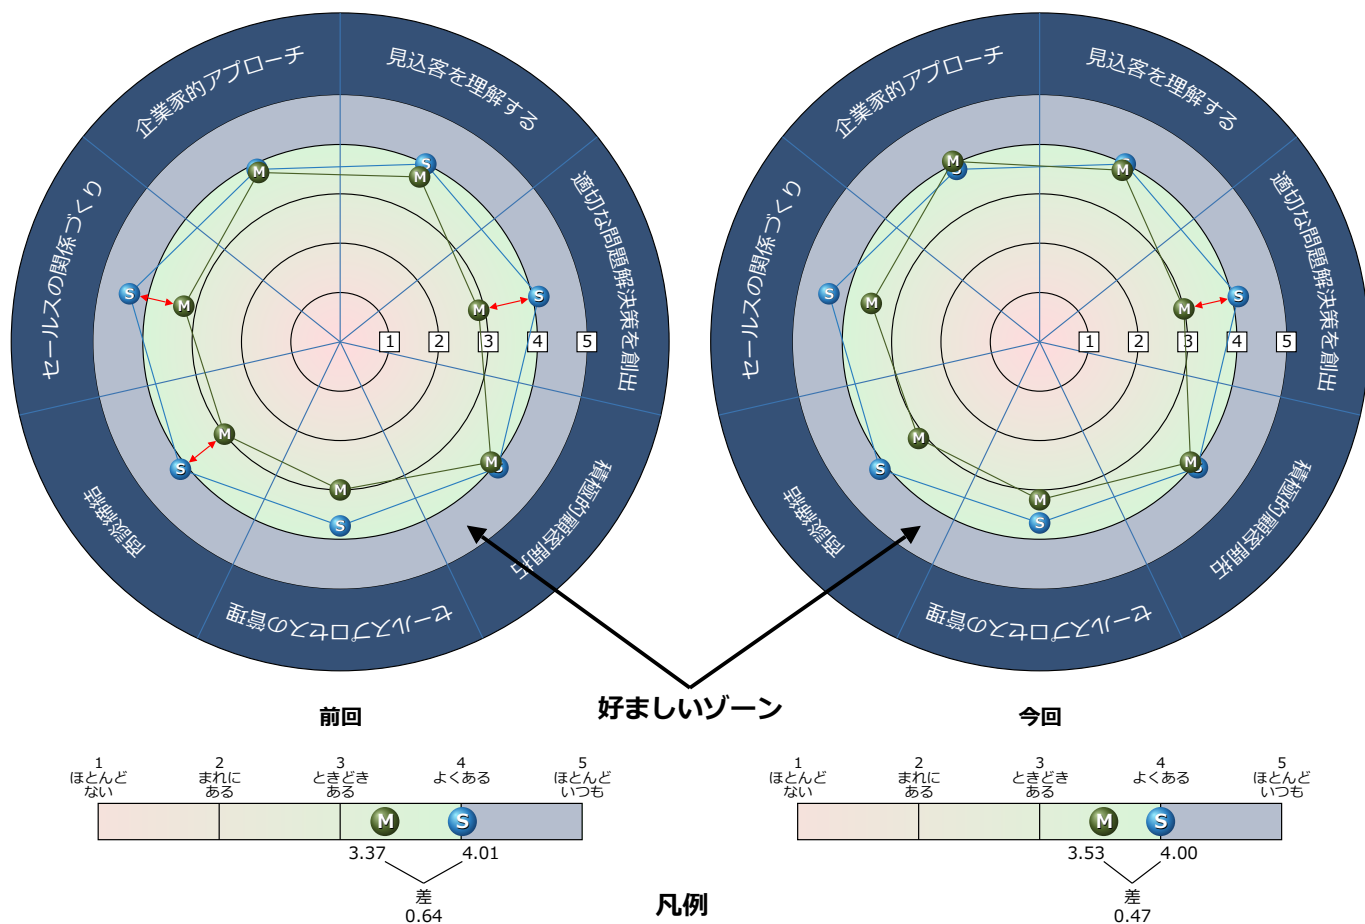 企業家的アプローチ
見込客を理解する
適切な問題解決策を創出
積極的顧客開拓
セールスプロセスの管理
商談締結
セールスの関係づくり
S
M
S
M
S
M
S
M
S
M
S
M
S
M
1
2
3
4
5
企業家的アプローチ
見込客を理解する
適切な問題解決策を創出
積極的顧客開拓
セールスプロセスの管理
商談締結
セールスの関係づくり
S
M
S
M
S
M
S
M
S
M
S
M
S
M
1
2
3
4
5
前回
好ましいゾーン
今回
1
ほとんど
ない
2
まれに
ある
3
ときどき
ある
4
よくある
5
ほとんど
いつも
M
S
3.37
4.01
差
0.64
凡例
1
ほとんど
ない
2
まれに
ある
3
ときどき
ある
4
よくある
5
ほとんど
いつも
M
S
3.53
4.00
差
0.47